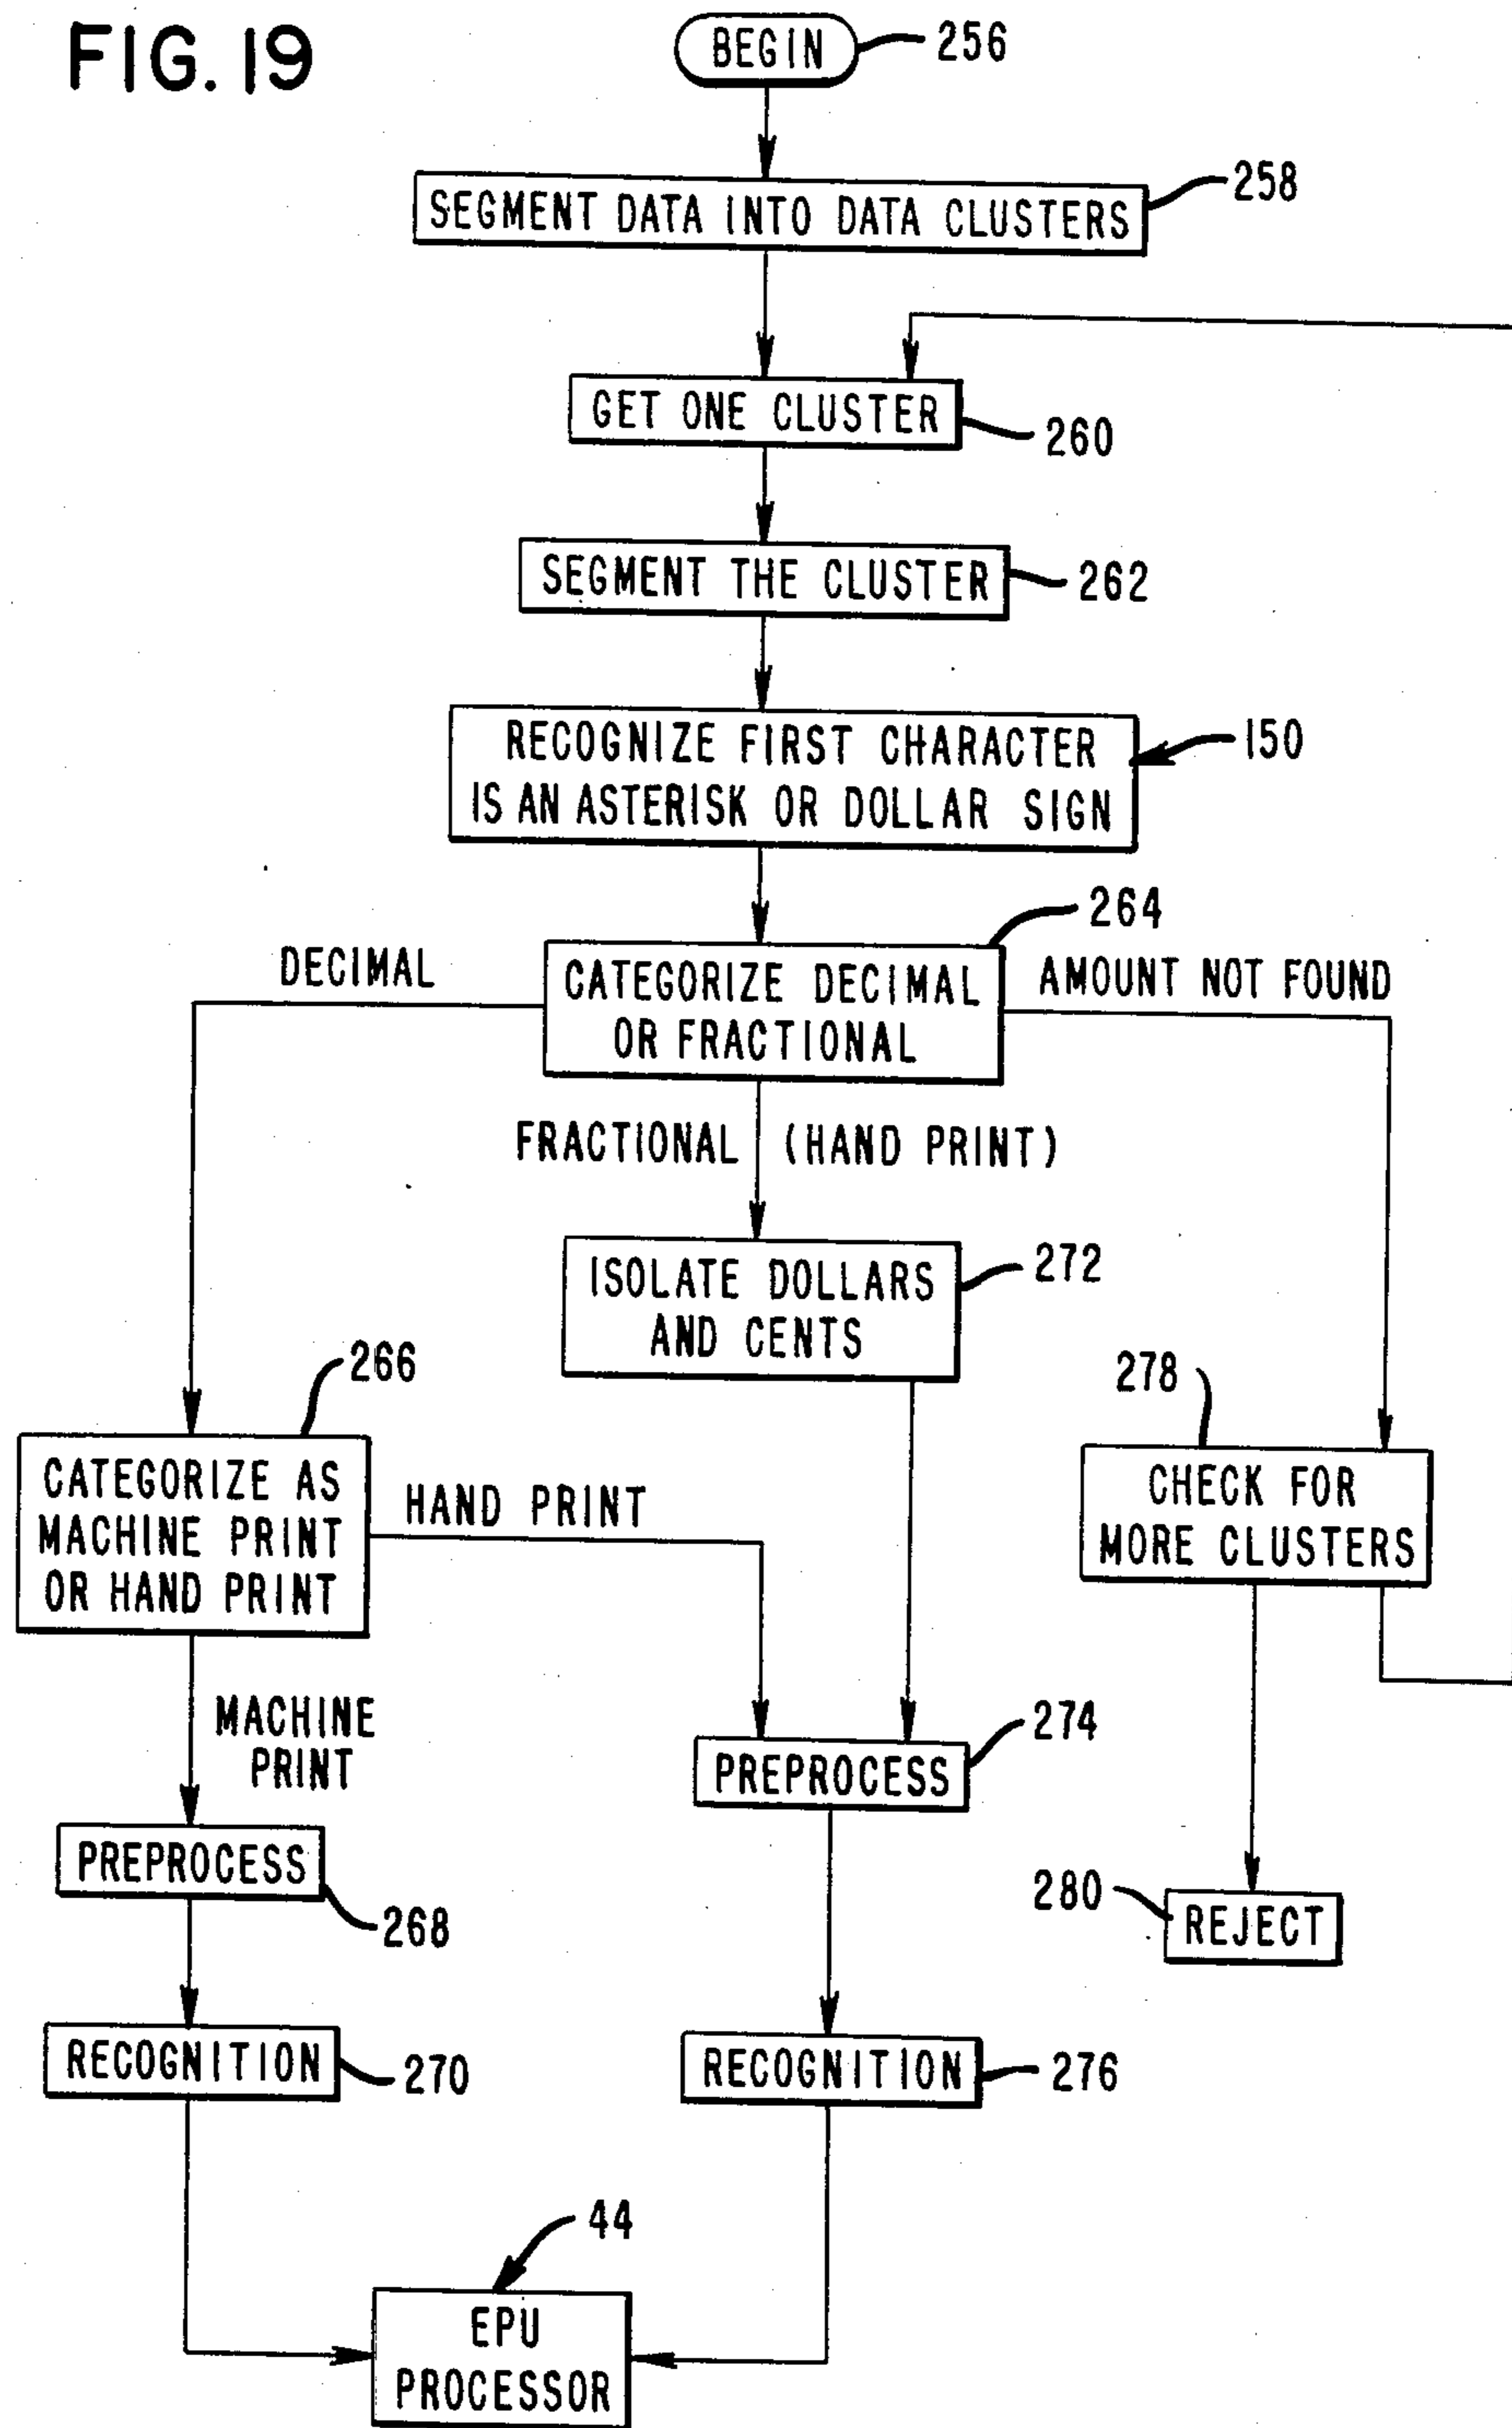 FIG. 19
BEGIN
256
SEGMENT DATA INTO DATA CLUSTERS
258
GET ONE CLUSTER
260
SEGMENT THE CLUSTER
262
RECOGNIZE FIRST CHARACTER
IS AN ASTERISK OR DOLLAR SIGN
150
264
DECIMAL
CATEGORIZE DECIMAL
OR FRACTIONAL
AMOUNT NOT FOUND
FRACTIONAL (HAND PRINT)
ISOLATE DOLLARS
AND CENTS
272
266
278
CATEGORIZE AS
MACHINE PRINT
OR HAND PRINT
HAND PRINT
CHECK FOR
MORE CLUSTERS
MACHINE
PRINT
274
PREPROCESS
PREPROCESS
268
280
REJECT
RECOGNITION
270
RECOGNITION
276
44
EPU
PROCESSOR